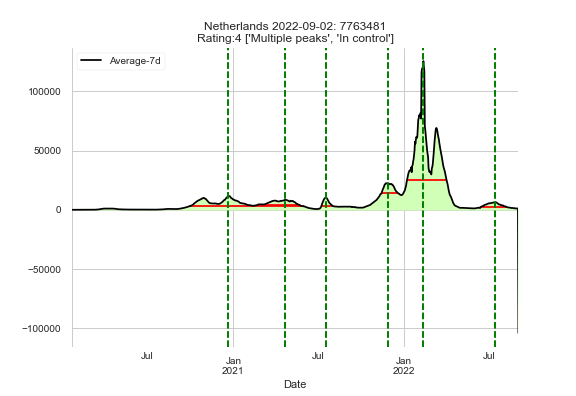 Netherlands 2022-09-02: 7763481
Rating:4 ['Multiple peaks', 'In control']
Average-7d
100000
50000
0
−50000
−100000
Jul
Jan
2021
Jul
Jan
2022
Jul
Date